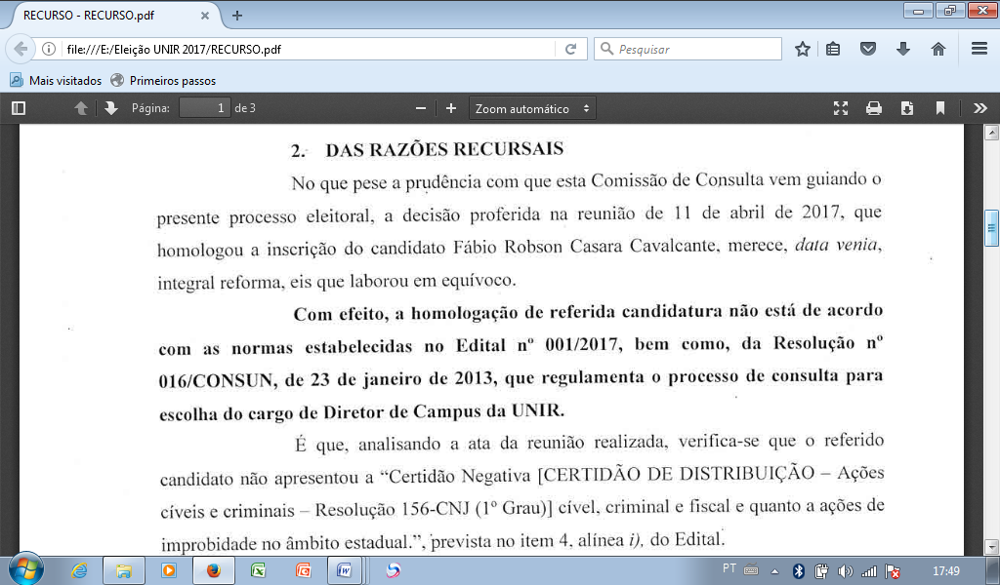 RECURSO - RECURSO.pdf
file:///E:/Eleição UNIR 2017/RECURSO.pdf
Pesquisar
Mais visitados
Primeiros passos
Página: 1 de 3
Zoom automático
2. DAS RAZÕES RECURSAIS
No que pese a prudência com que esta Comissão de Consulta vem guiando o
presente processo eleitoral, a decisão proferida na reunião de 11 de abril de 2017, que
homologou a inscrição do candidato Fábio Robson Casara Cavalcante, merece, data venia,
integral reforma, eis que laborou em equívoco.
Com efeito, a homologação de referida candidatura não está de acordo
com as normas estabelecidas no Edital nº 001/2017, bem como, da Resolução nº
016/CONSUN, de 23 de janeiro de 2013, que regulamenta o processo de consulta para
escolha do cargo de Diretor de Campus da UNIR.
É que, analisando a ata da reunião realizada, verifica-se que o referido
candidato não apresentou a “Certidão Negativa [CERTIDÃO DE DISTRIBUIÇÃO – Ações
cíveis e criminais – Resolução 156-CNJ (1º Grau)] cível, criminal e fiscal e quanto a ações de
improbidade no âmbito estadual.”, prevista no item 4, alínea i), do Edital.
PT
17:49